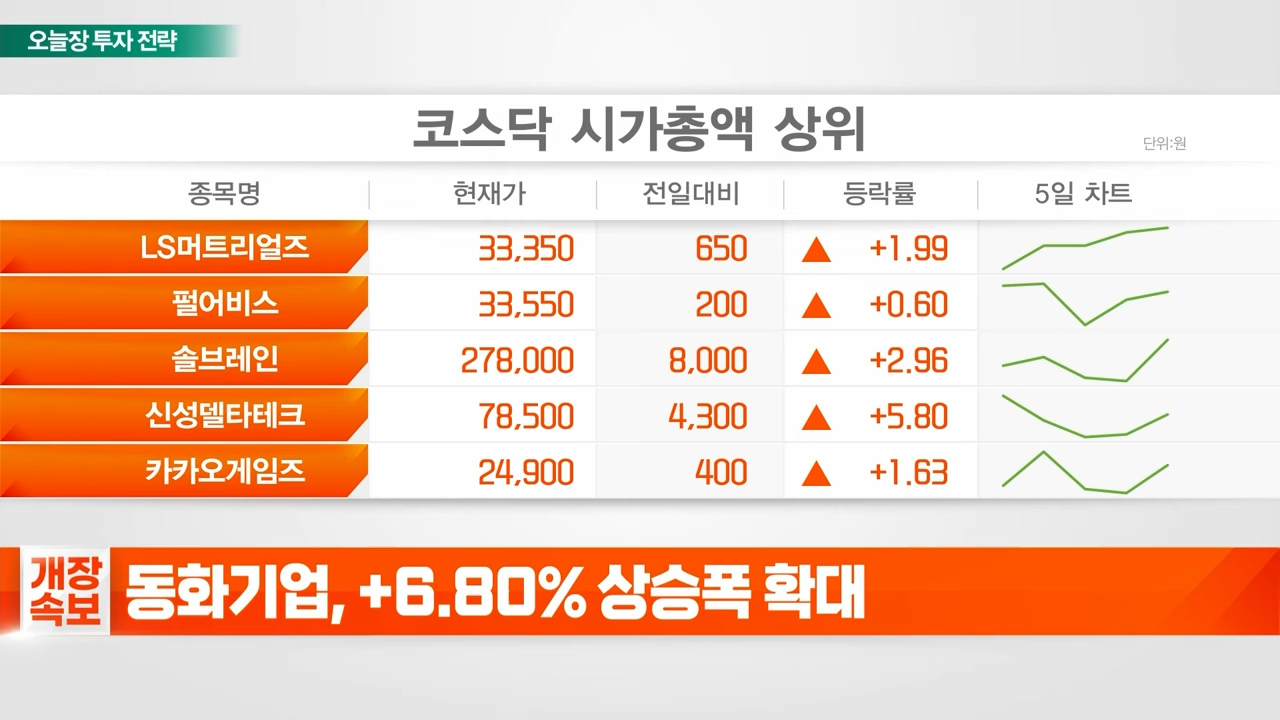 오늘장 투자 전략
코스닥 시가총액 상위
단위:원
종목명 현재가 전일대비 등락률 5일 차트
LS머트리얼즈 33,350 650 ▲ +1.99
펄어비스 33,550 200 ▲ +0.60
솔브레인 278,000 8,000 ▲ +2.96
신성델타테크 78,500 4,300 ▲ +5.80
카카오게임즈 24,900 400 ▲ +1.63
개장
속보
동화기업, +6.80% 상승폭 확대